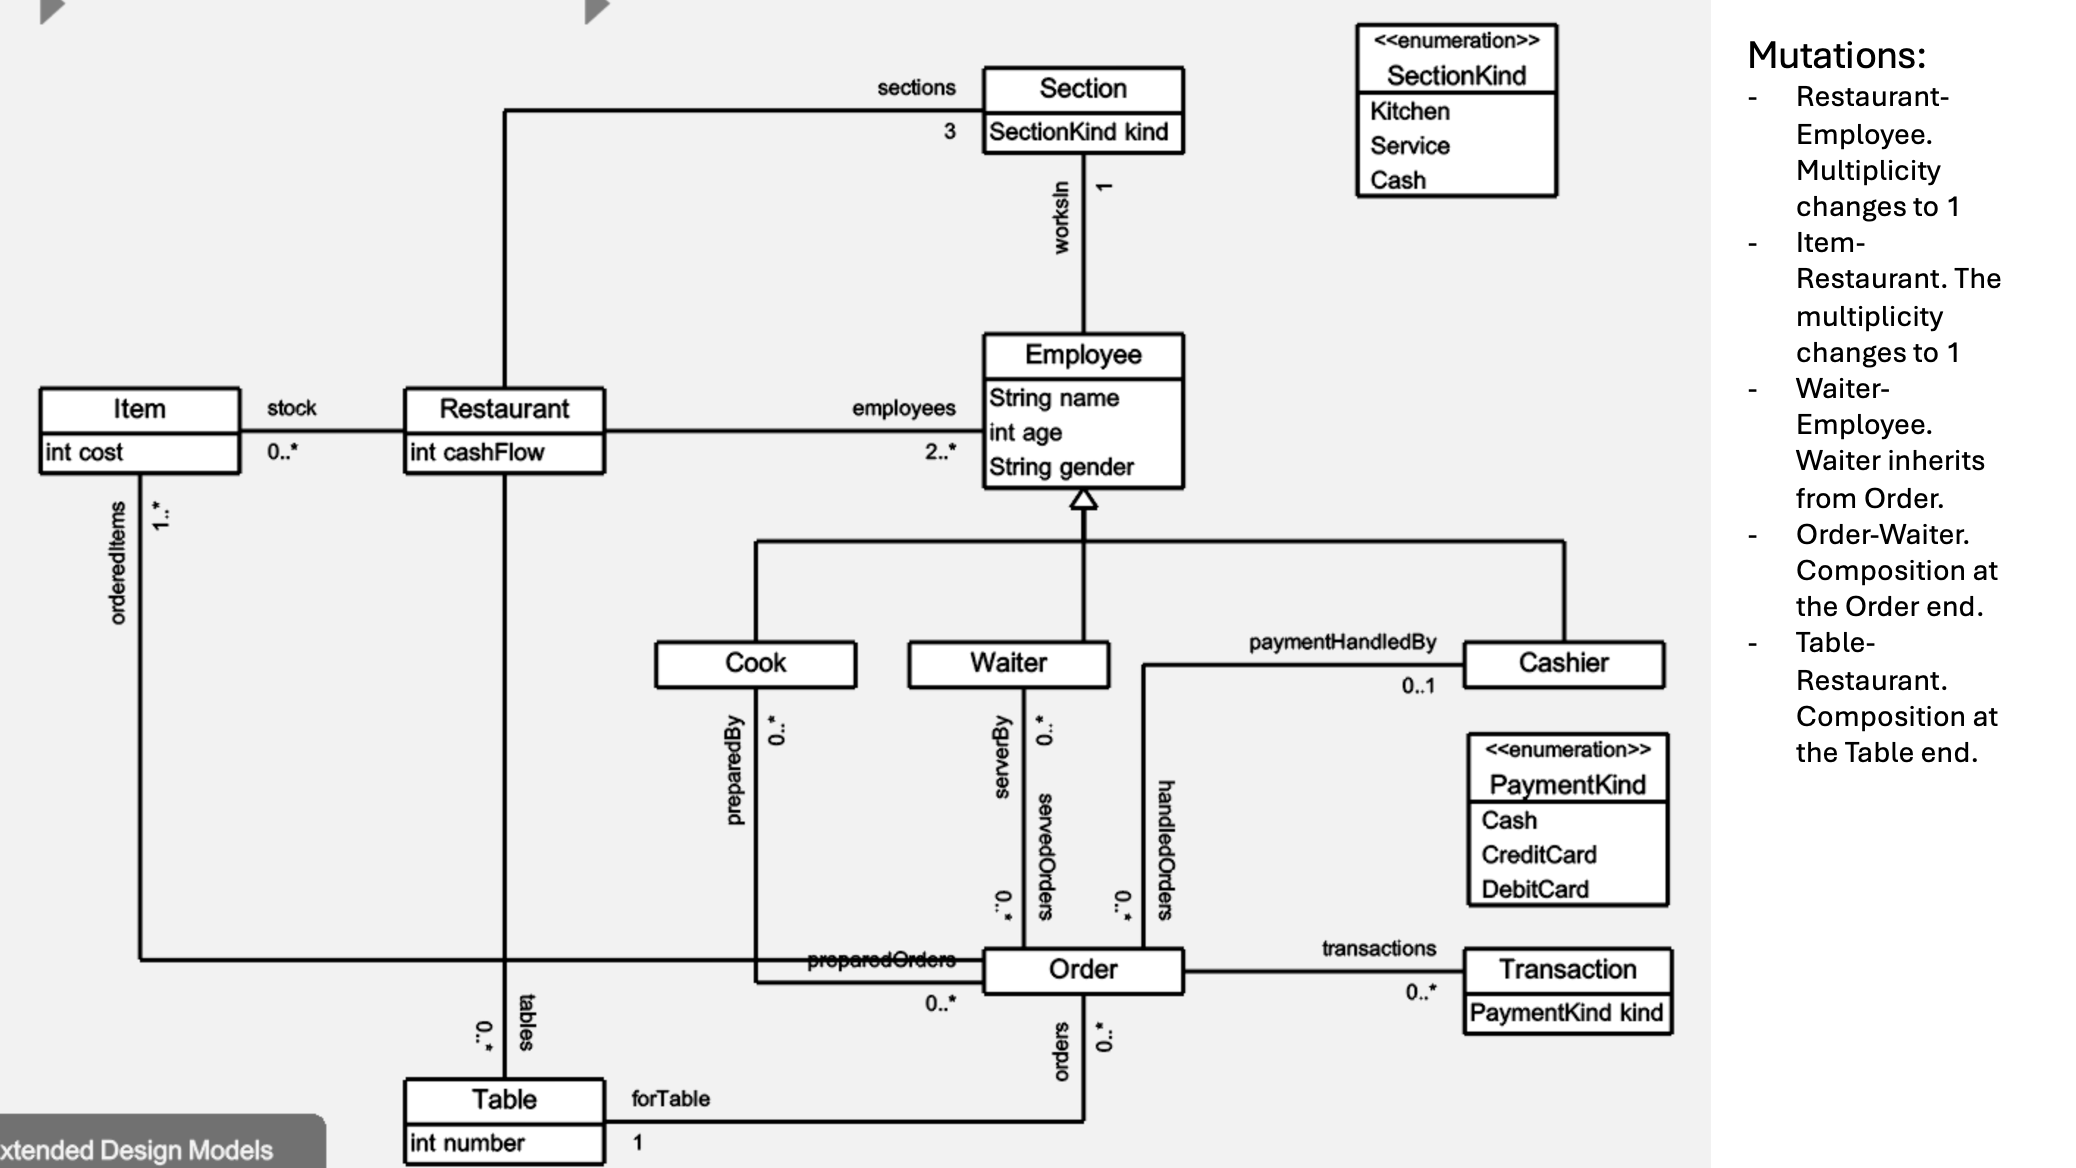 <<enumeration>>
SectionKind
Kitchen
Service
Cash
Section
SectionKind kind
sections
3
worksIn
1
Employee
String name
int age
String gender
Item
int cost
stock
0..*
Restaurant
int cashFlow
employees
2..*
orderedItems
1..*
Cook
Waiter
paymentHandledBy
0..1
Cashier
preparedBy
0..*
serverBy
0..*
servedOrders
0..*
handledOrders
0..*
<<enumeration>>
PaymentKind
Cash
CreditCard
DebitCard
preparedOrders
0..*
Order
transactions
0..*
Transaction
PaymentKind kind
tables
0..*
orders
0..*
Table
int number
forTable
1
xtended Design Models
Mutations:
- Restaurant-
Employee.
Multiplicity
changes to 1
- Item-
Restaurant. The
multiplicity
changes to 1
- Waiter-
Employee.
Waiter inherits
from Order.
- Order-Waiter.
Composition at
the Order end.
- Table-
Restaurant.
Composition at
the Table end.